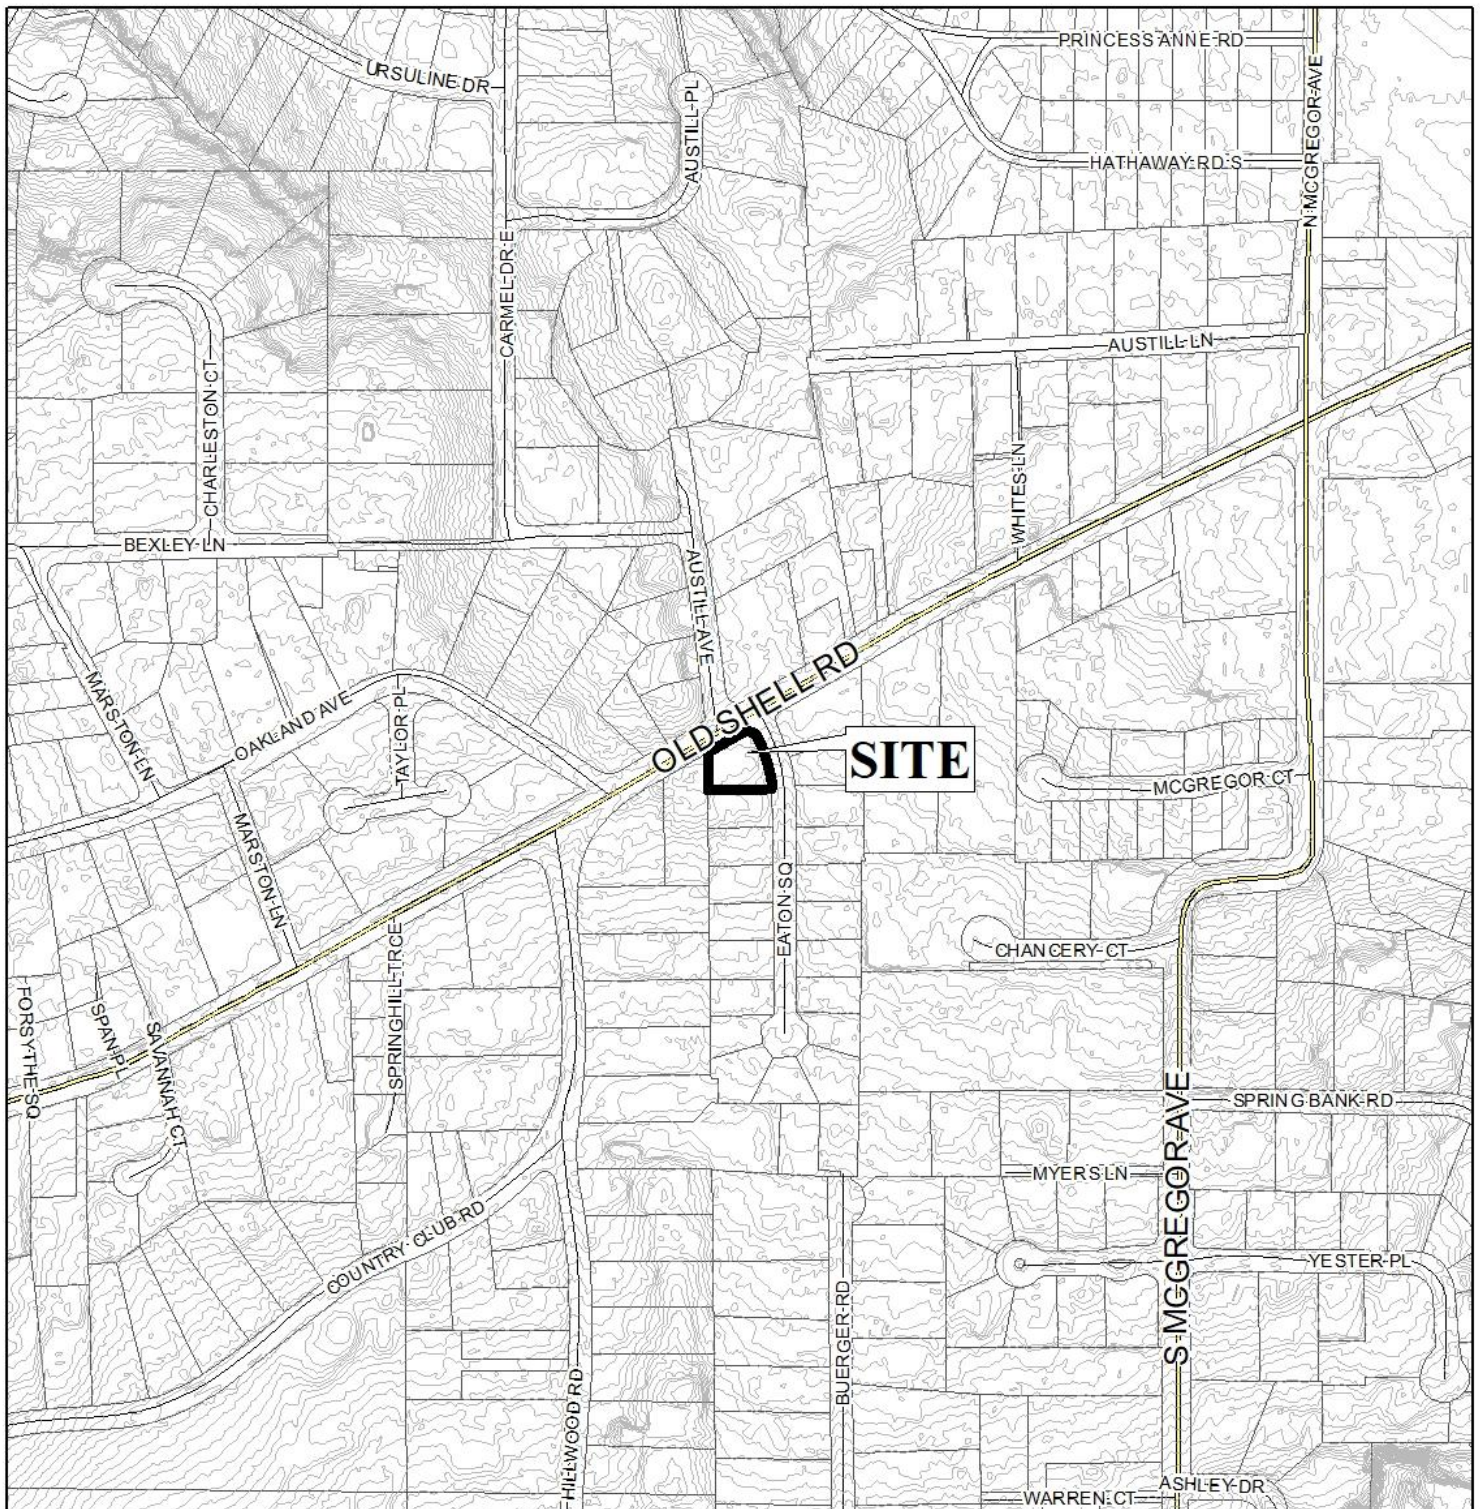 PRINCESS ANNE RD
URSULINE DR
AUSTILL PL
N MCGREGOR AVE
HATHAWAY RD S
CARMEL DR E
AUSTILL LN
CHARLESTON CT
WHITES LN
BEXLEY LN
AUSTILL AVE
OLD SHELL RD
MARSTON LN
OAKLAND AVE
TAYLOR PL
SITE
MCGREGOR CT
MARSTON LN
EATON SQ
CHANCERY CT
SPRINGHILL TRCE
FORSYTHE SQ
SPAN PL
SAVANNAH CT
SPRING BANK RD
S MCGREGOR AVE
MYERS LN
COUNTRY CLUB RD
YESTER PL
BUERGER RD
HILLWOOD RD
ASHLEY DR
WARREN CT